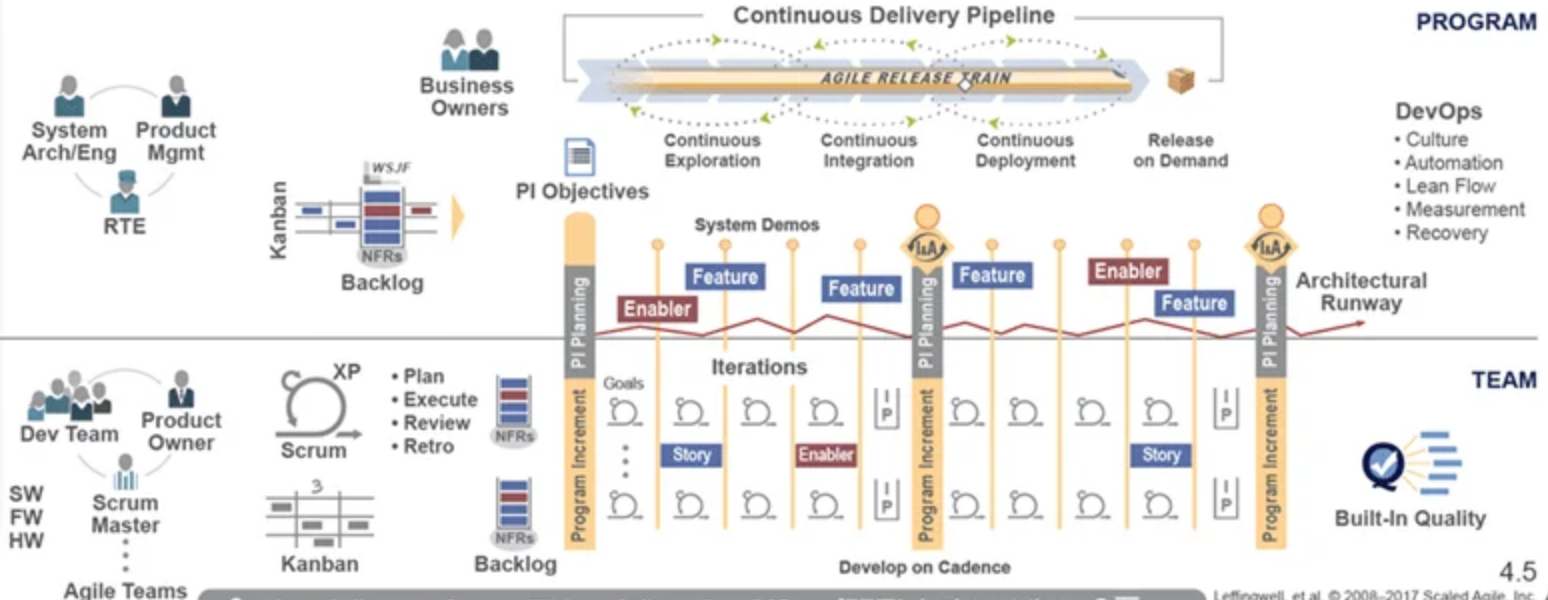 Continuous Delivery Pipeline
PROGRAM
Business
Owners
AGILE RELEASE TRAIN
System
Arch/Eng
Product
Mgmt
RTE
Continuous
Exploration
Continuous
Integration
Continuous
Deployment
Release
on Demand
DevOps
• Culture
• Automation
• Lean Flow
• Measurement
• Recovery
Kanban
WSJF
NFRs
Backlog
PI Objectives
System Demos
I&A
I&A
Feature
Feature
Feature
Enabler
Feature
Enabler
PI Planning
PI Planning
PI Planning
Architectural
Runway
TEAM
Dev Team
Product
Owner
Scrum
Master
SW
FW
HW
Agile Teams
XP
Scrum
• Plan
• Execute
• Review
• Retro
3
Kanban
NFRs
NFRs
Backlog
Iterations
Goals
Program Increment
Program Increment
Program Increment
Story
Enabler
Story
I
P
I
P
I
P
I
P
Develop on Cadence
Built-In Quality
4.5
Leffingwell, et al. © 2008–2017 Scaled Agile, Inc.